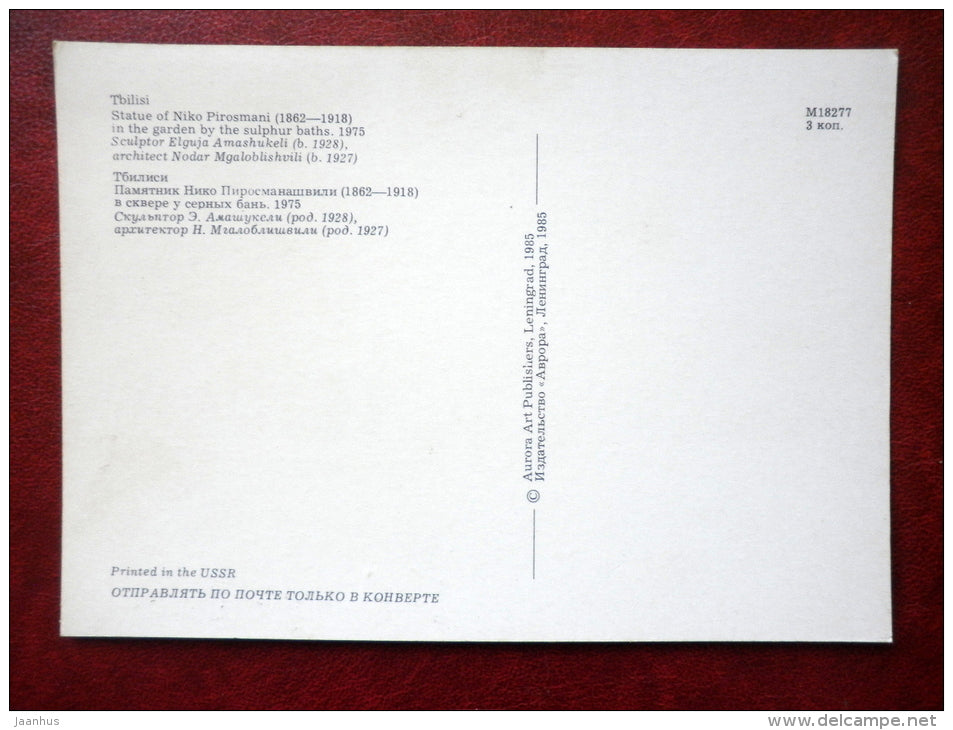 Tbilisi
Statue of Niko Pirosmani (1862—1918)
in the garden by the sulphur baths. 1975
Sculptor Elguja Amashukeli (b. 1928),
architect Nodar Mgaloblishvili (b. 1927)
Тбилиси
Памятник Нико Пиросманашвили (1862—1918)
в сквере у серных бань. 1975
Скульптор Э. Амашукели (род. 1928),
архитектор Н. Мгалоблишвили (род. 1927)
M18277
3 коп.
© Aurora Art Publishers, Leningrad, 1985
Издательство «Аврора», Ленинград, 1985
Printed in the USSR
ОТПРАВЛЯТЬ ПО ПОЧТЕ ТОЛЬКО В КОНВЕРТЕ
jaanhus
www.delcampe.net